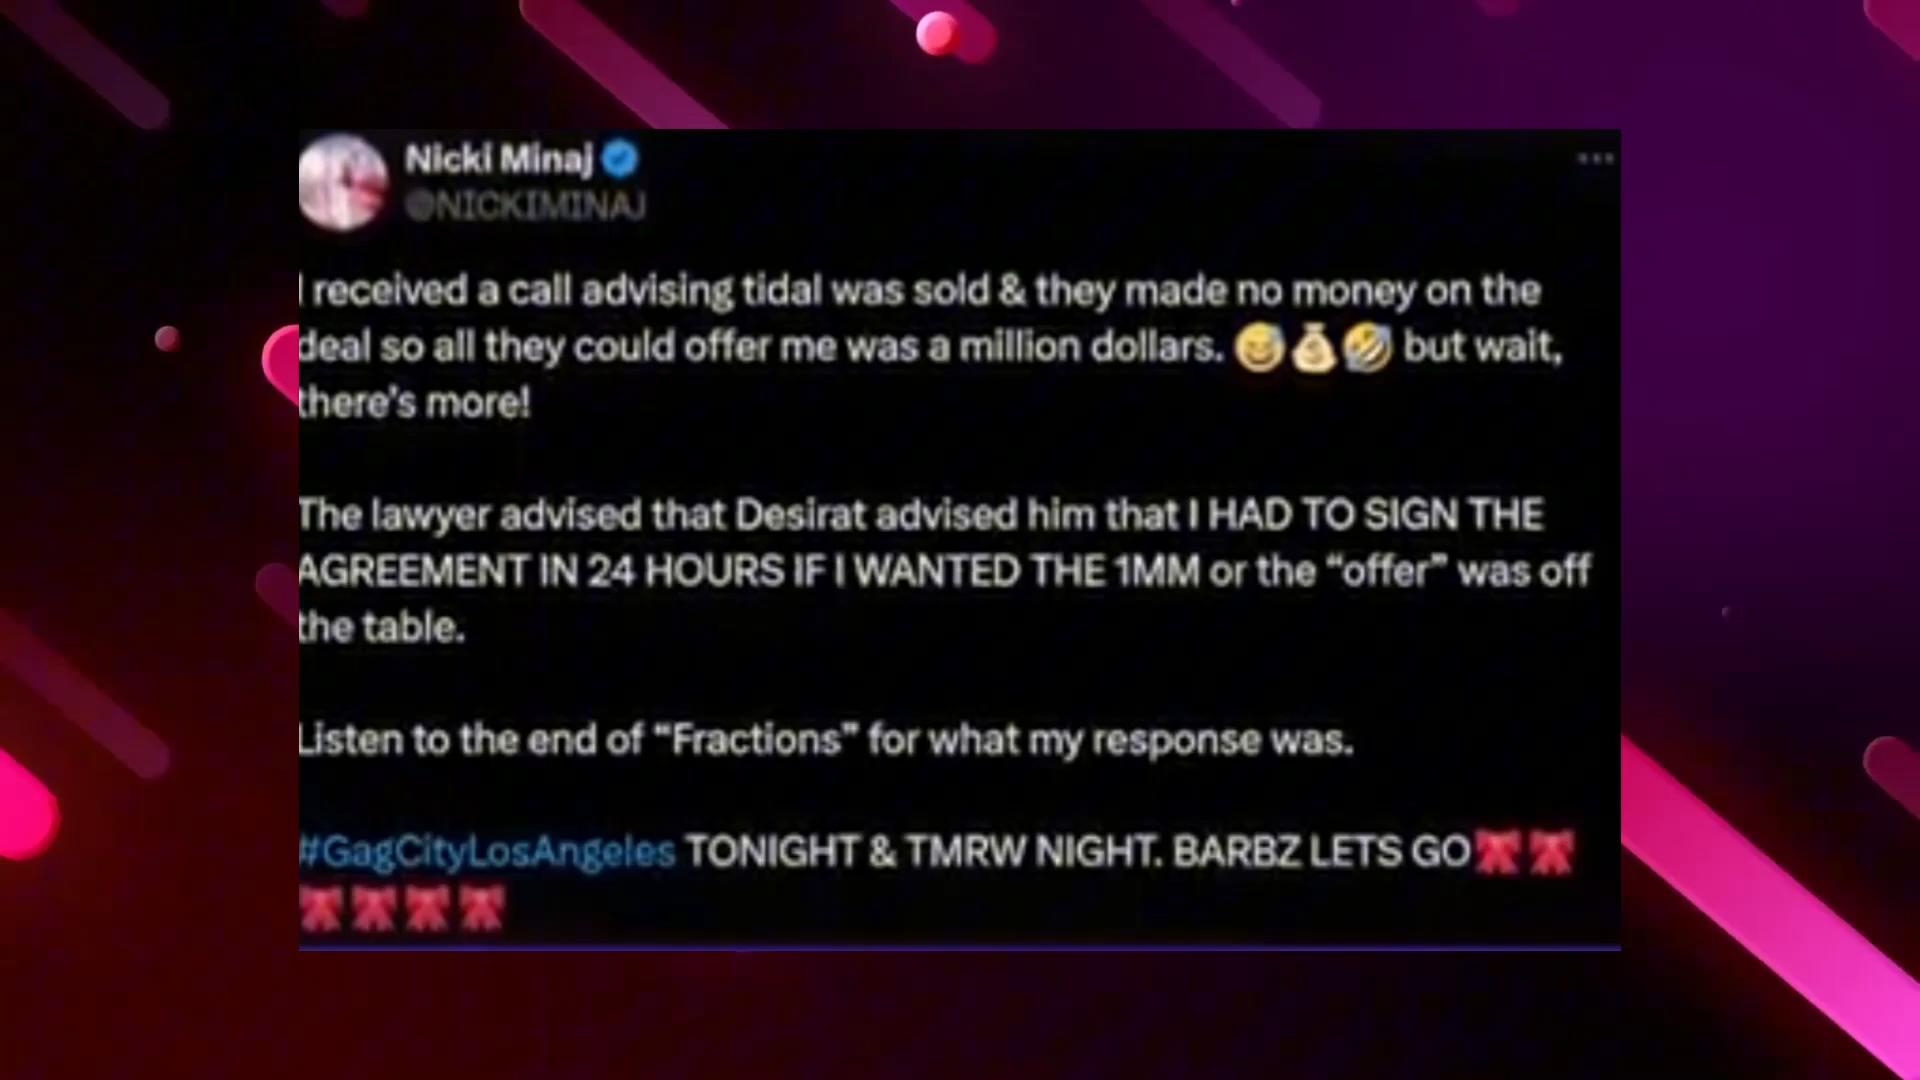 Nicki Minaj
@NICKIMINAJ
I received a call advising tidal was sold & they made no money on the
deal so all they could offer me was a million dollars. 😅💰🤣 but wait,
there's more!
The lawyer advised that Desirat advised him that I HAD TO SIGN THE
AGREEMENT IN 24 HOURS IF I WANTED THE 1MM or the “offer” was off
the table.
Listen to the end of “Fractions” for what my response was.
#GagCityLosAngeles TONIGHT & TMRW NIGHT. BARBZ LETS GO🎀🎀
🎀🎀🎀🎀